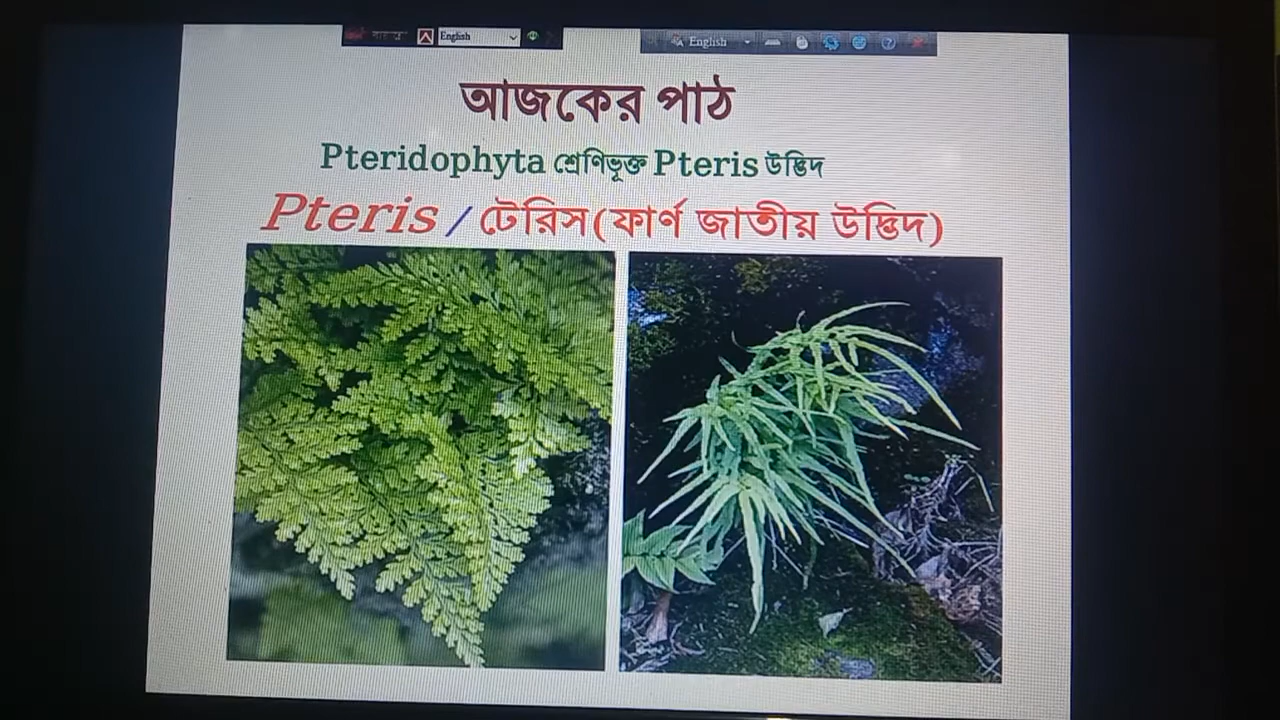 English English
আজকের পাঠ
Pteridophyta শ্রেণিভূক্ত Pteris উদ্ভিদ
Pteris / টেরিস(ফার্ণ জাতীয় উদ্ভিদ)